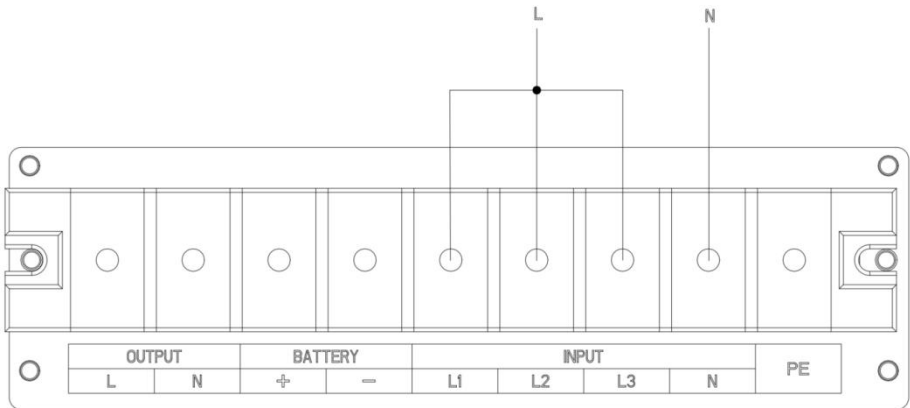 L N
OUTPUT BATTERY INPUT PE
L N + − L1 L2 L3 N